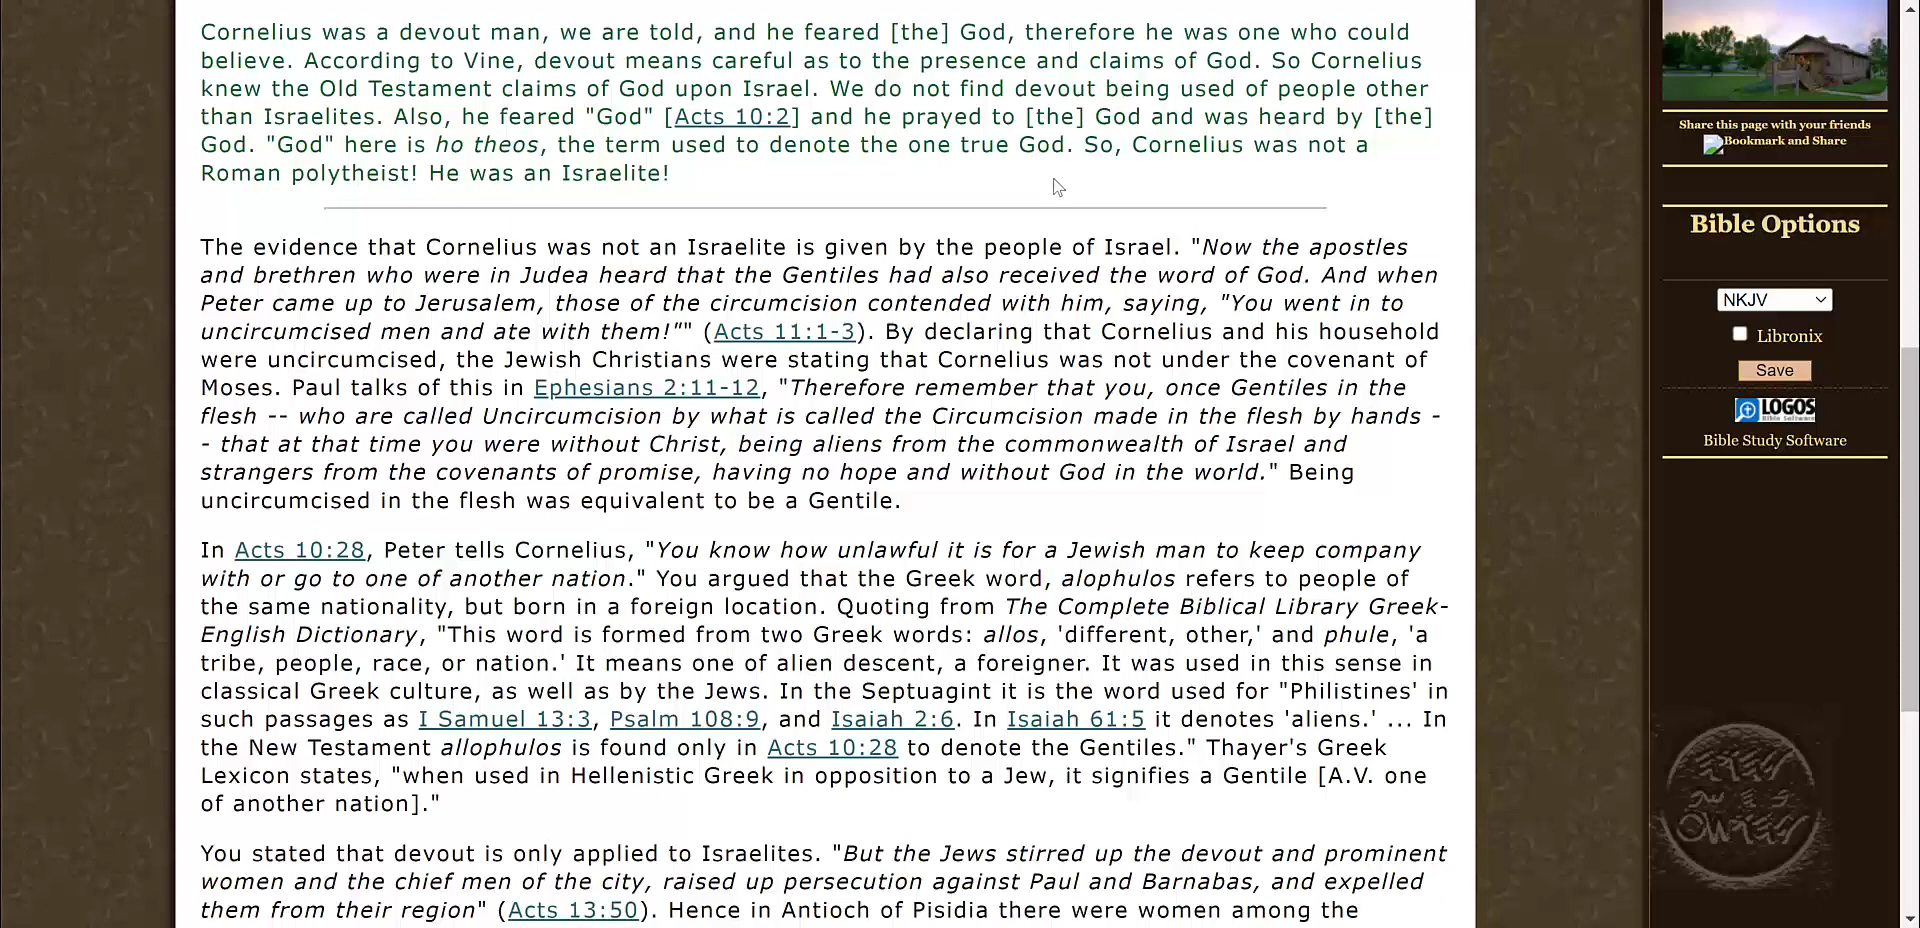 Cornelius was a devout man, we are told, and he feared [the] God, therefore he was one who could
believe. According to Vine, devout means careful as to the presence and claims of God. So Cornelius
knew the Old Testament claims of God upon Israel. We do not find devout being used of people other
than Israelites. Also, he feared "God" [Acts 10:2] and he prayed to [the] God and was heard by [the]
God. "God" here is ho theos, the term used to denote the one true God. So, Cornelius was not a
Roman polytheist! He was an Israelite!
The evidence that Cornelius was not an Israelite is given by the people of Israel. "Now the apostles
and brethren who were in Judea heard that the Gentiles had also received the word of God. And when
Peter came up to Jerusalem, those of the circumcision contended with him, saying, "You went in to
uncircumcised men and ate with them!"" (Acts 11:1-3). By declaring that Cornelius and his household
were uncircumcised, the Jewish Christians were stating that Cornelius was not under the covenant of
Moses. Paul talks of this in Ephesians 2:11-12, "Therefore remember that you, once Gentiles in the
flesh -- who are called Uncircumcision by what is called the Circumcision made in the flesh by hands -
- that at that time you were without Christ, being aliens from the commonwealth of Israel and
strangers from the covenants of promise, having no hope and without God in the world." Being
uncircumcised in the flesh was equivalent to be a Gentile.
In Acts 10:28, Peter tells Cornelius, "You know how unlawful it is for a Jewish man to keep company
with or go to one of another nation." You argued that the Greek word, alophulos refers to people of
the same nationality, but born in a foreign location. Quoting from The Complete Biblical Library Greek-
English Dictionary, "This word is formed from two Greek words: allos, 'different, other,' and phule, 'a
tribe, people, race, or nation.' It means one of alien descent, a foreigner. It was used in this sense in
classical Greek culture, as well as by the Jews. In the Septuagint it is the word used for "Philistines' in
such passages as I Samuel 13:3, Psalm 108:9, and Isaiah 2:6. In Isaiah 61:5 it denotes 'aliens.' ... In
the New Testament allophulos is found only in Acts 10:28 to denote the Gentiles." Thayer's Greek
Lexicon states, "when used in Hellenistic Greek in opposition to a Jew, it signifies a Gentile [A.V. one
of another nation]."
You stated that devout is only applied to Israelites. "But the Jews stirred up the devout and prominent
women and the chief men of the city, raised up persecution against Paul and Barnabas, and expelled
them from their region" (Acts 13:50). Hence in Antioch of Pisidia there were women among the
Share this page with your friends
Bookmark and Share
Bible Options
NKJV
Libronix
Save
LOGOS
Bible Study Software